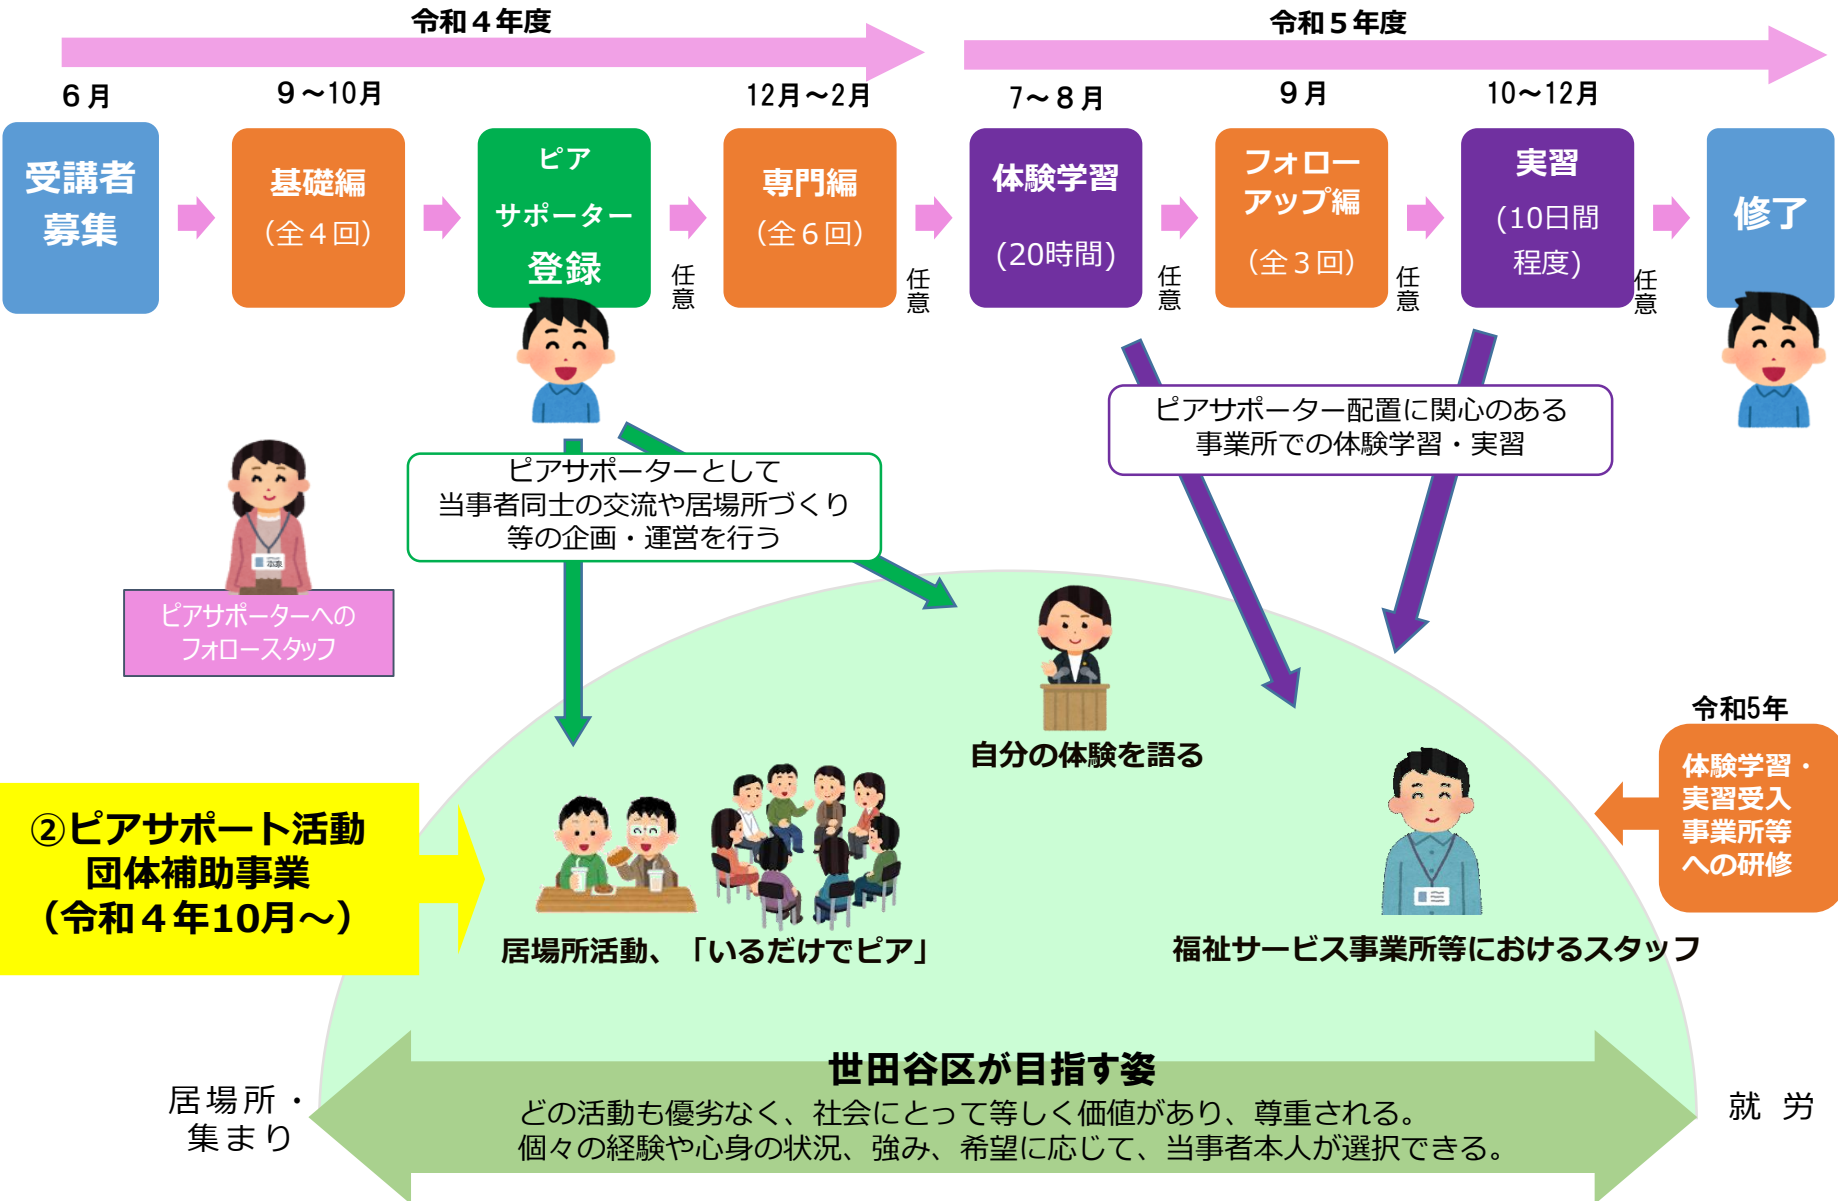 令和４年度
令和５年度
６月
９～10月
12月～2月
7～８月
９月
10～12月
受講者
募集
基礎編
（全４回）
ピア
サポーター
登録
任意
専門編
（全６回）
任意
体験学習
(20時間)
任意
フォロー
アップ編
（全３回）
任意
実習
(10日間
程度)
任意
修了
ピアサポーター配置に関心のある
事業所での体験学習・実習
ピアサポーターとして
当事者同士の交流や居場所づくり
等の企画・運営を行う
ピアサポーターへの
フォロースタッフ
自分の体験を語る
令和5年
体験学習・
実習受入
事業所等
への研修
②ピアサポート活動
団体補助事業
（令和４年10月～）
居場所活動、「いるだけでピア」
福祉サービス事業所等におけるスタッフ
世田谷区が目指す姿
どの活動も優劣なく、社会にとって等しく価値があり、尊重される。
個々の経験や心身の状況、強み、希望に応じて、当事者本人が選択できる。
居場所・
集まり
就 労